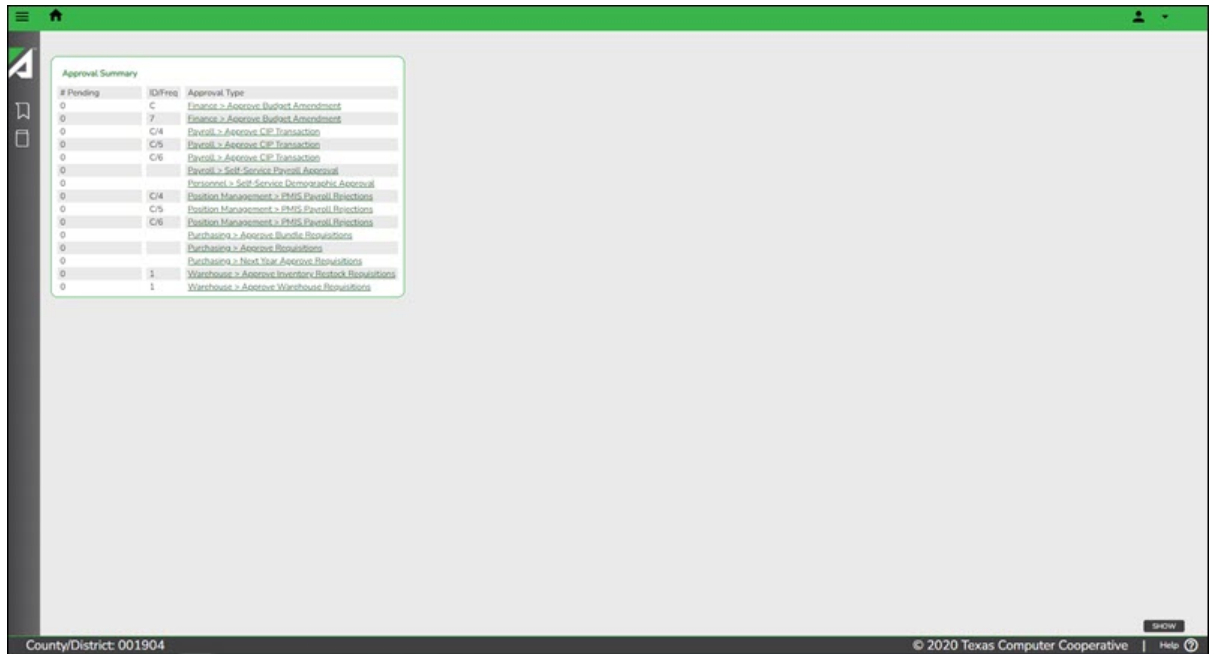 Approval Summary
# Pending ID/Freq Approval Type
0 C Finance > Approve Budget Amendment
0 7 Finance > Approve Budget Amendment
0 C/4 Payroll > Approve CIP Transaction
0 C/5 Payroll > Approve CIP Transaction
0 C/6 Payroll > Approve CIP Transaction
0 Payroll > Self-Service Payroll Approval
0 Personnel > Self-Service Demographic Approval
0 C/4 Position Management > PMIS Payroll Rejections
0 C/5 Position Management > PMIS Payroll Rejections
0 C/6 Position Management > PMIS Payroll Rejections
0 Purchasing > Approve Bundle Requisitions
0 Purchasing > Approve Requisitions
0 Purchasing > Next Year Approve Requisitions
0 1 Warehouse > Approve Inventory Restock Requisitions
0 1 Warehouse > Approve Warehouse Requisitions
SHOW
County/District: 001904 © 2020 Texas Computer Cooperative | Help ?